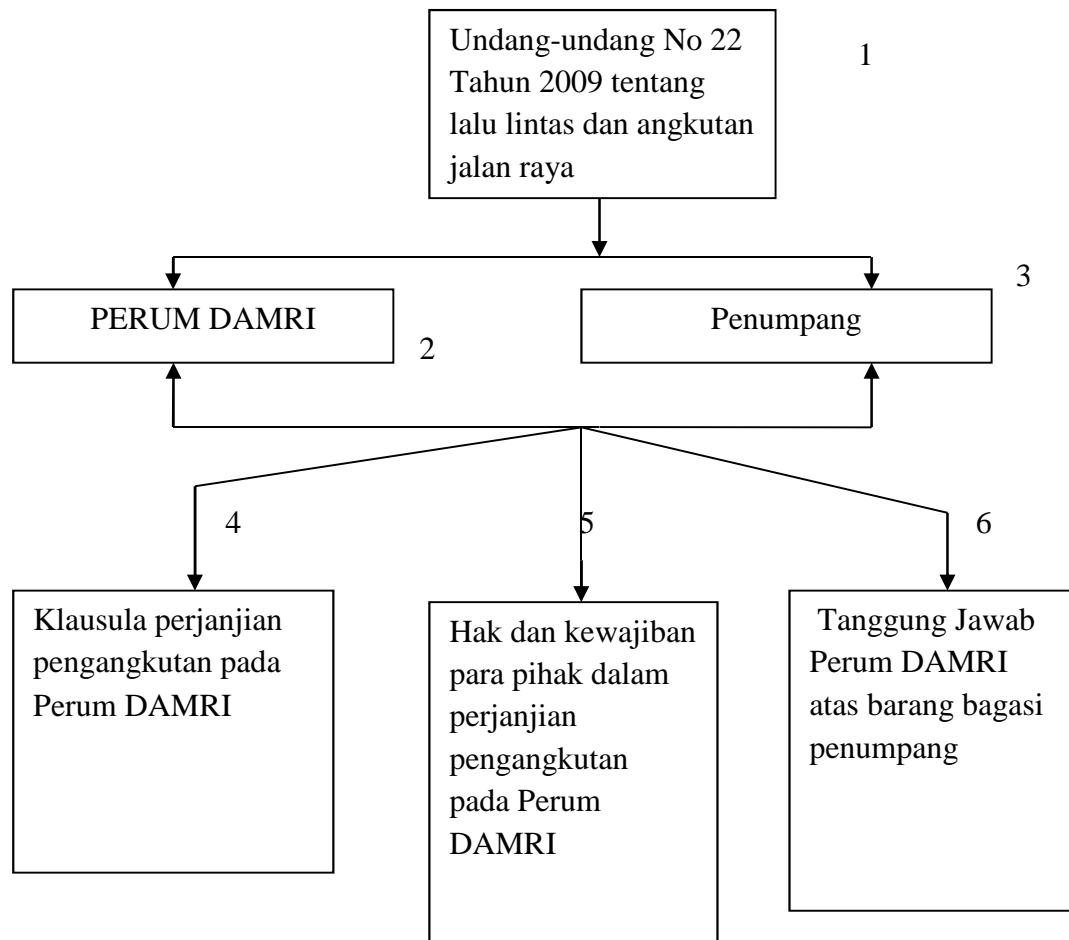 Undang-undang No 22
Tahun 2009 tentang
lalu lintas dan angkutan
jalan raya
1
PERUM DAMRI
2
Penumpang
3
4
5
6
Klausula perjanjian
pengangkutan pada
Perum DAMRI
Hak dan kewajiban
para pihak dalam
perjanjian
pengangkutan
pada Perum
DAMRI
Tanggung Jawab
Perum DAMRI
atas barang bagasi
penumpang